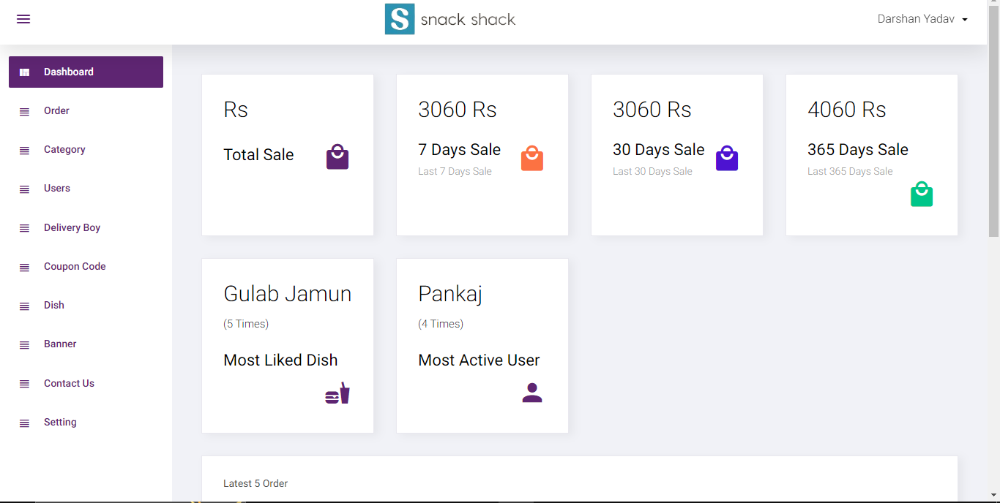 snack shack
Darshan Yadav
Dashboard
Order
Category
Users
Delivery Boy
Coupon Code
Dish
Banner
Contact Us
Setting
Rs
Total Sale
3060 Rs
7 Days Sale
Last 7 Days Sale
3060 Rs
30 Days Sale
Last 30 Days Sale
4060 Rs
365 Days Sale
Last 365 Days Sale
Gulab Jamun
(5 Times)
Most Liked Dish
Pankaj
(4 Times)
Most Active User
Latest 5 Order